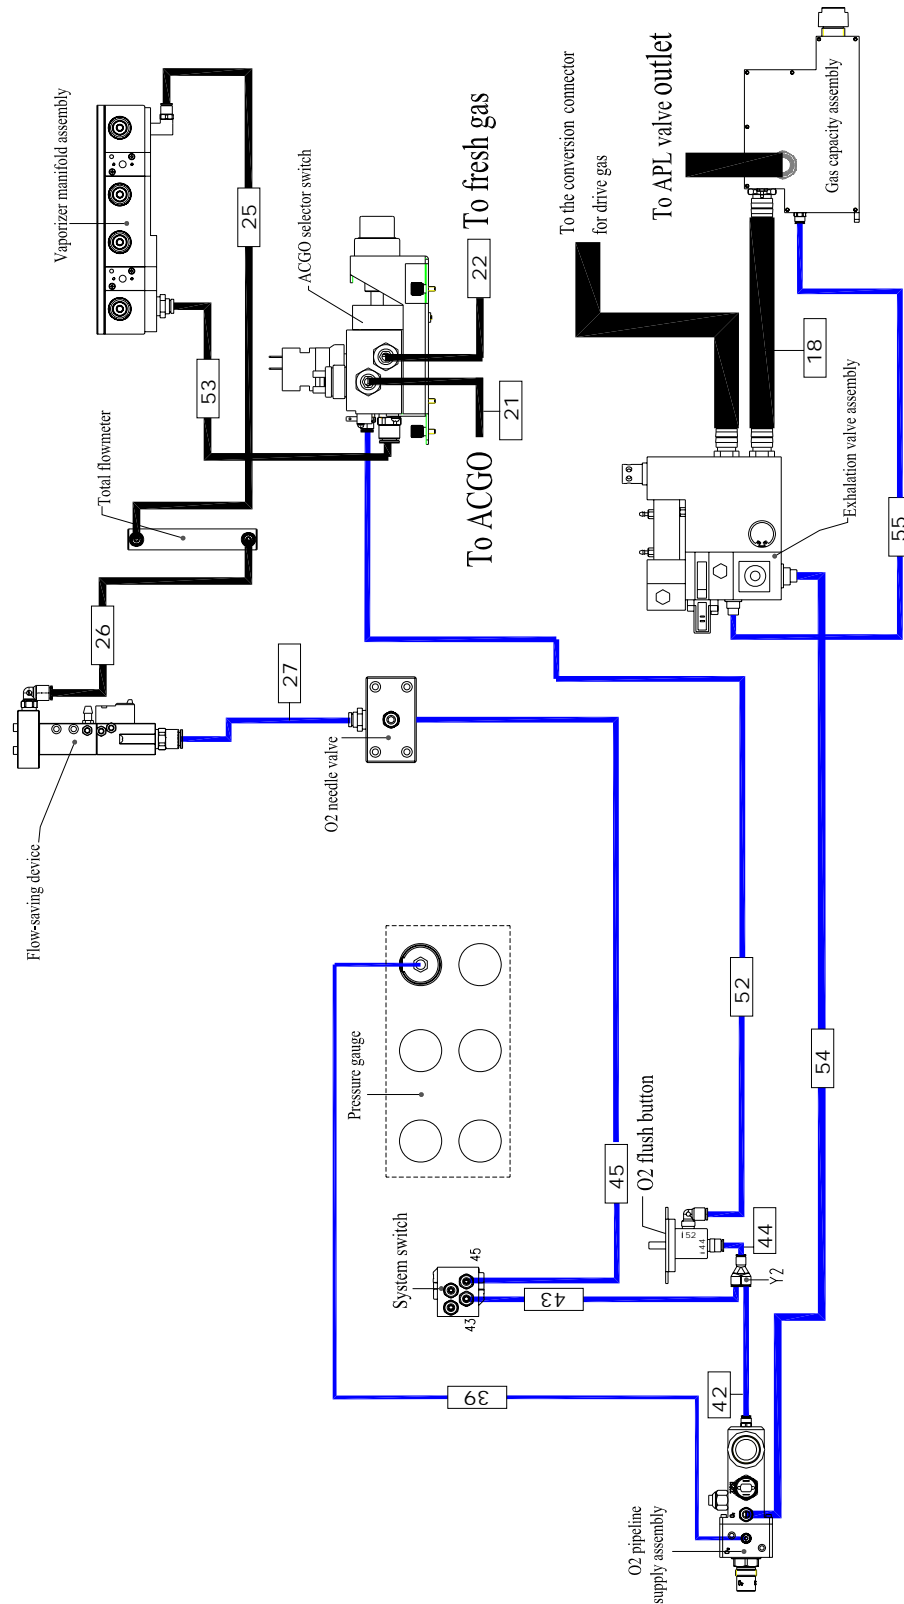 Vaporizer manifold assembly
25
53
Total flowmeter
26
Flow-saving device
27
O2 needle valve
ACGO selector switch
22
To fresh gas
21
To ACGO
To the conversion connector
for drive gas
To APL valve outlet
Gas capacity assembly
18
Exhalation valve assembly
55
Pressure gauge
52
54
45
O2 flush button
152
144
44
Y2
System switch
45
43
43
39
42
O2 pipeline
supply assembly